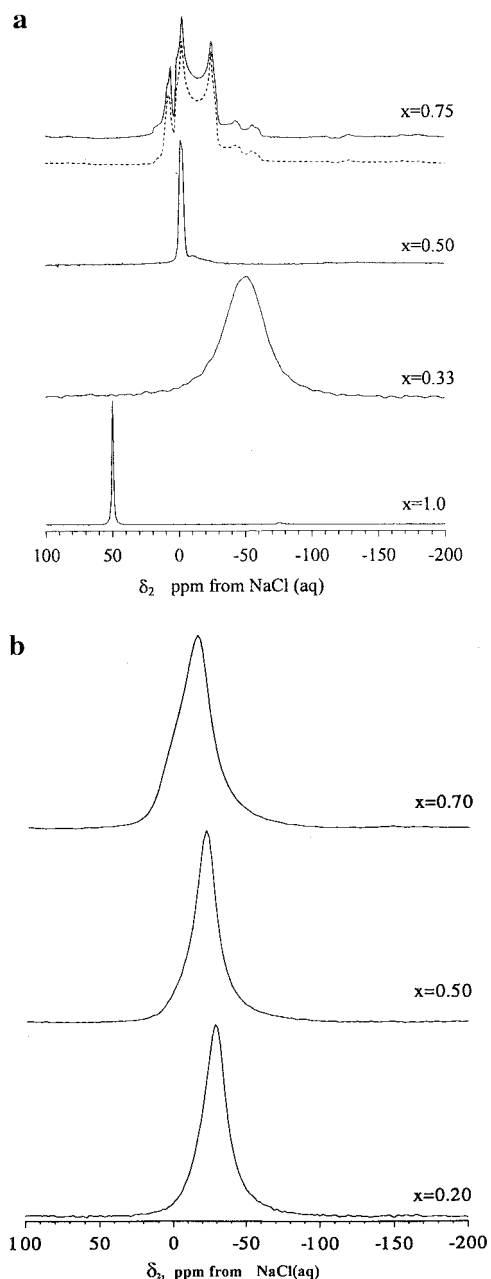 a
x=0.75
x=0.50
x=0.33
x=1.0
100 50 0 -50 -100 -150 -200
δ2 ppm from NaCl (aq)
b
x=0.70
x=0.50
x=0.20
100 50 0 -50 -100 -150 -200
δ2, ppm from NaCl(aq)